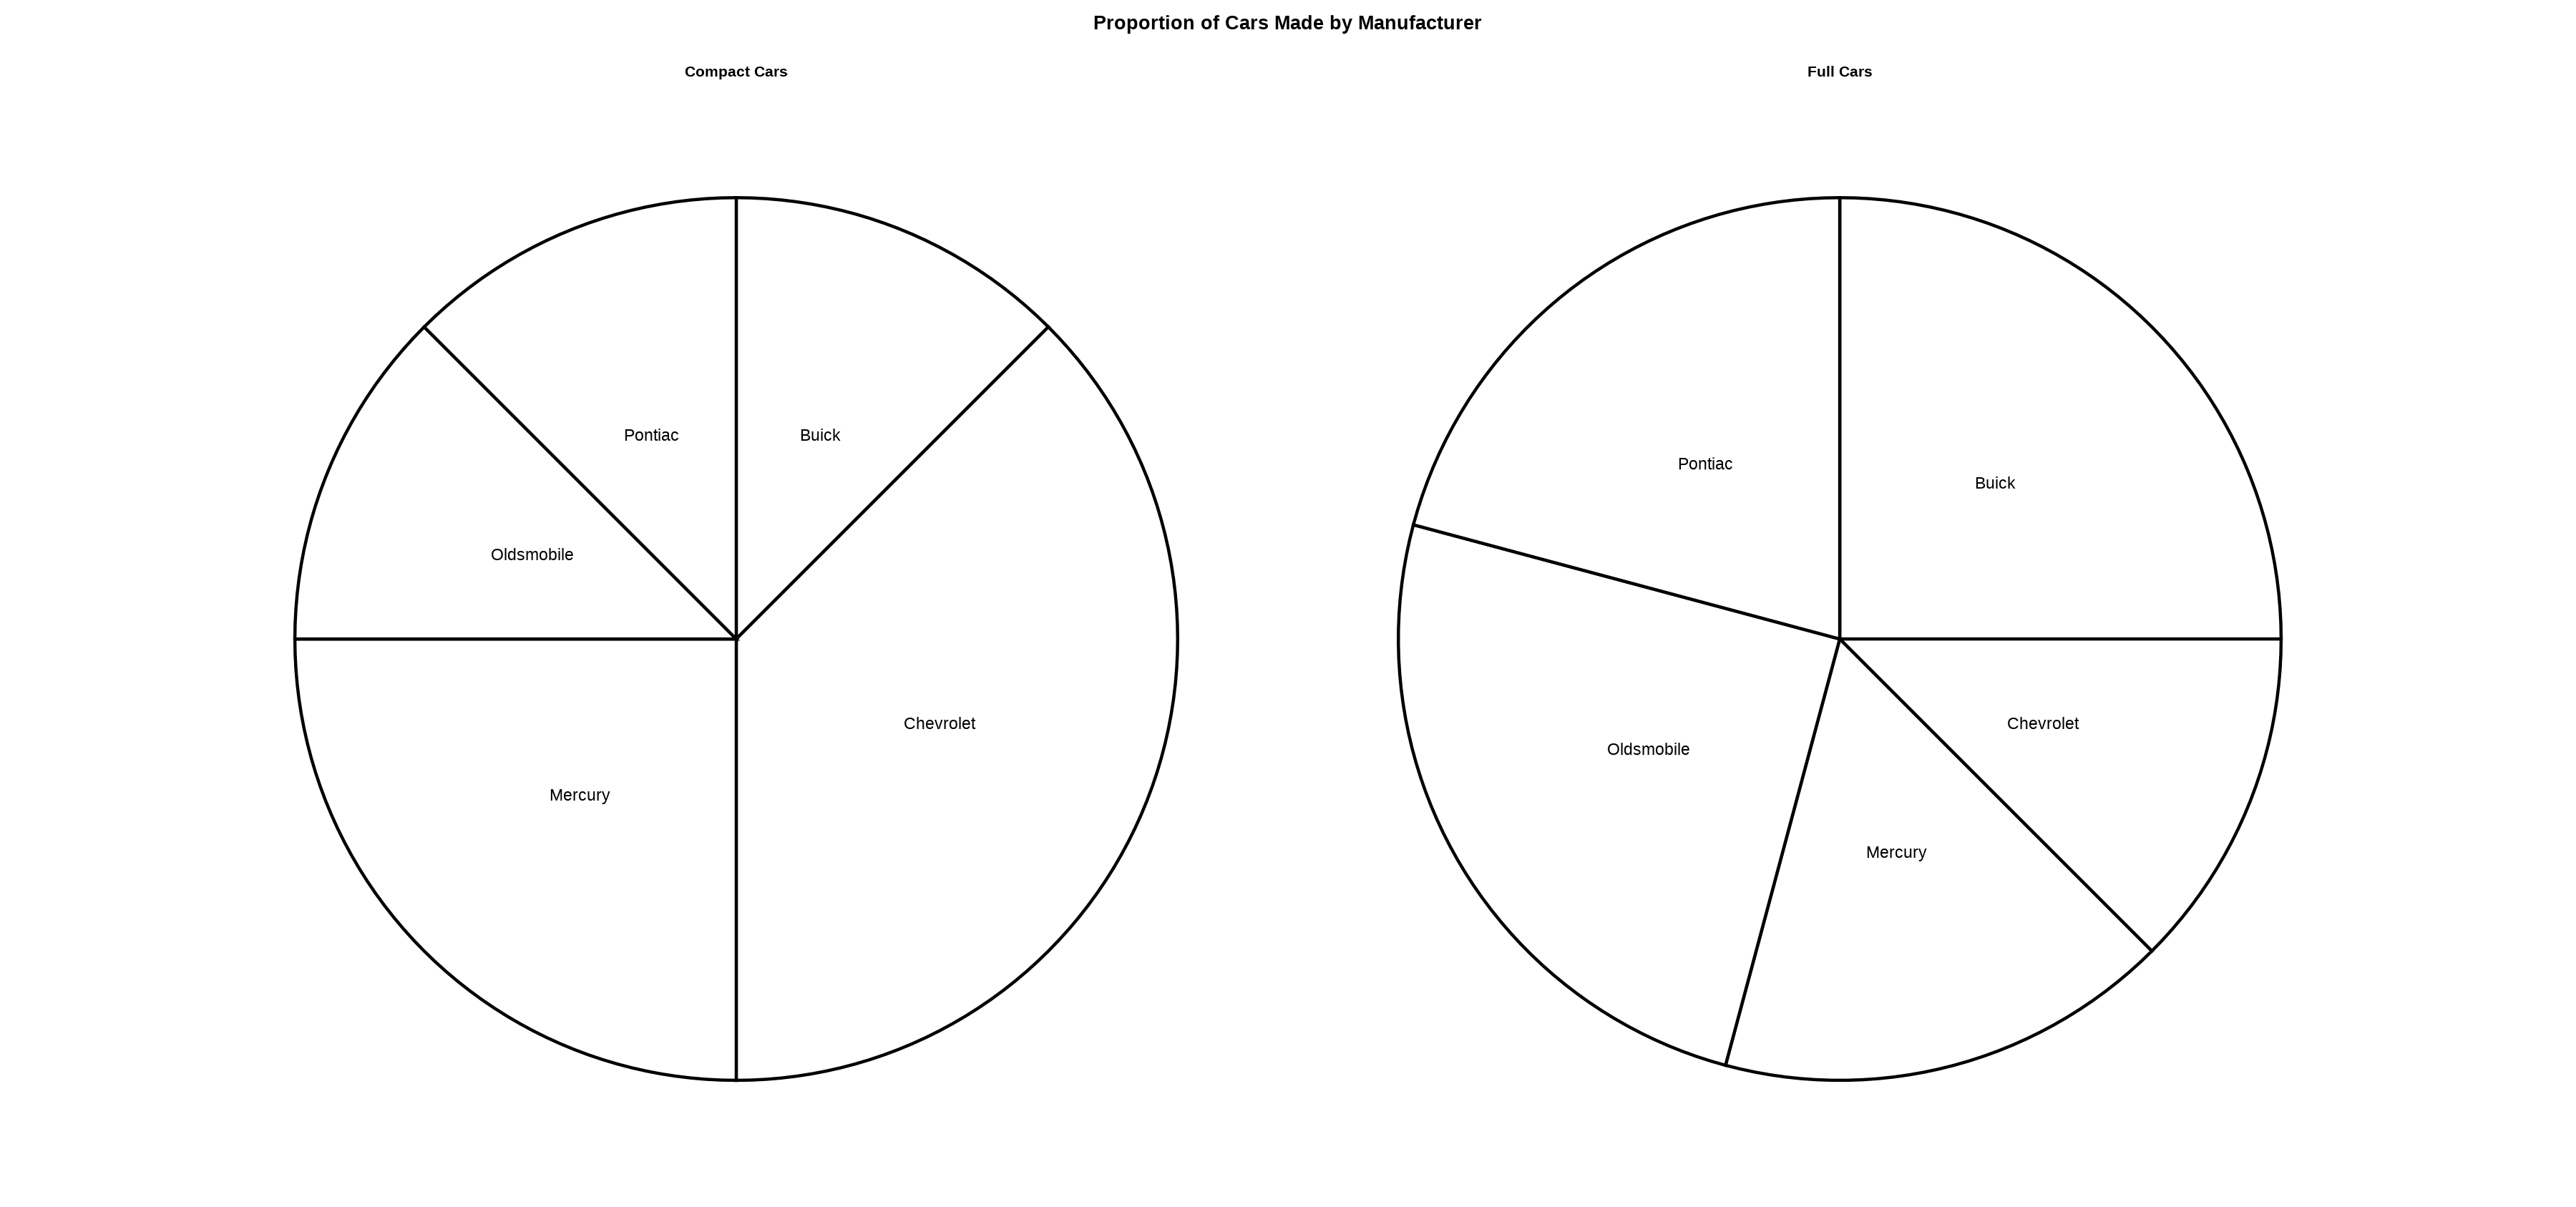 Proportion of Cars Made by Manufacturer
Compact Cars
Pontiac
Buick
Oldsmobile
Chevrolet
Mercury
Full Cars
Pontiac
Buick
Chevrolet
Oldsmobile
Mercury